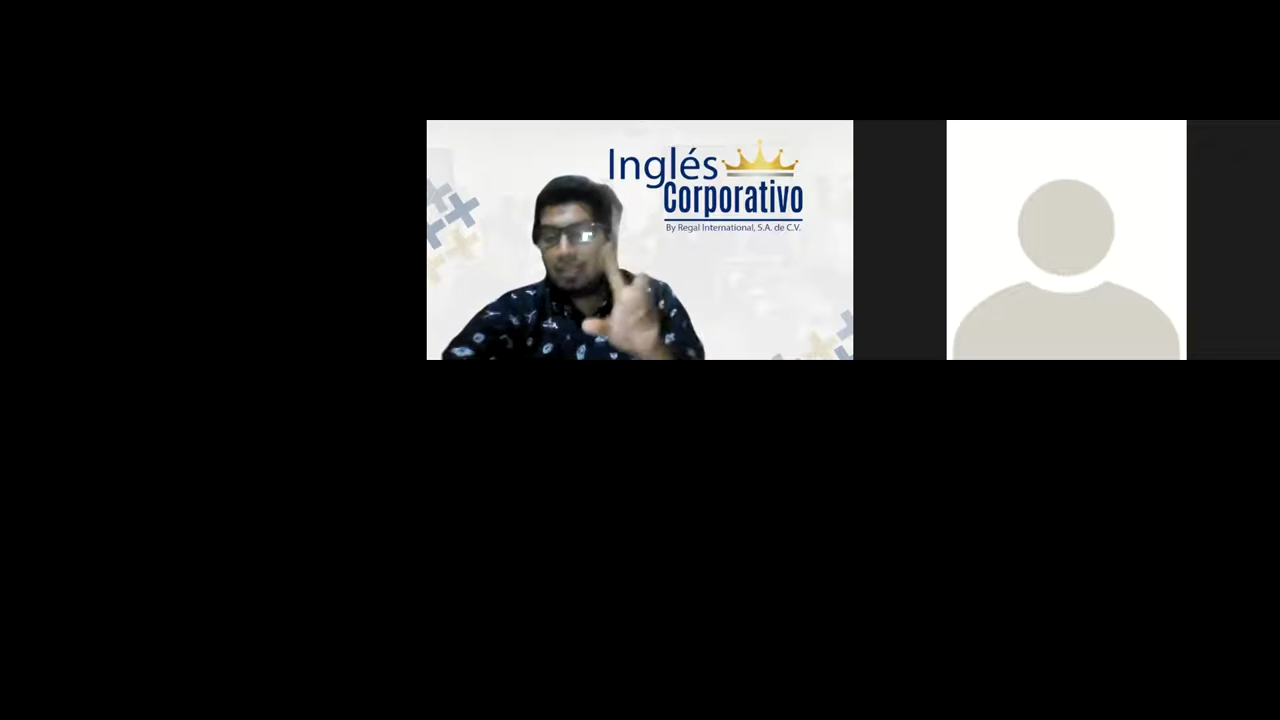 Inglés
Corporativo
By Regal International, S.A. de C.V.